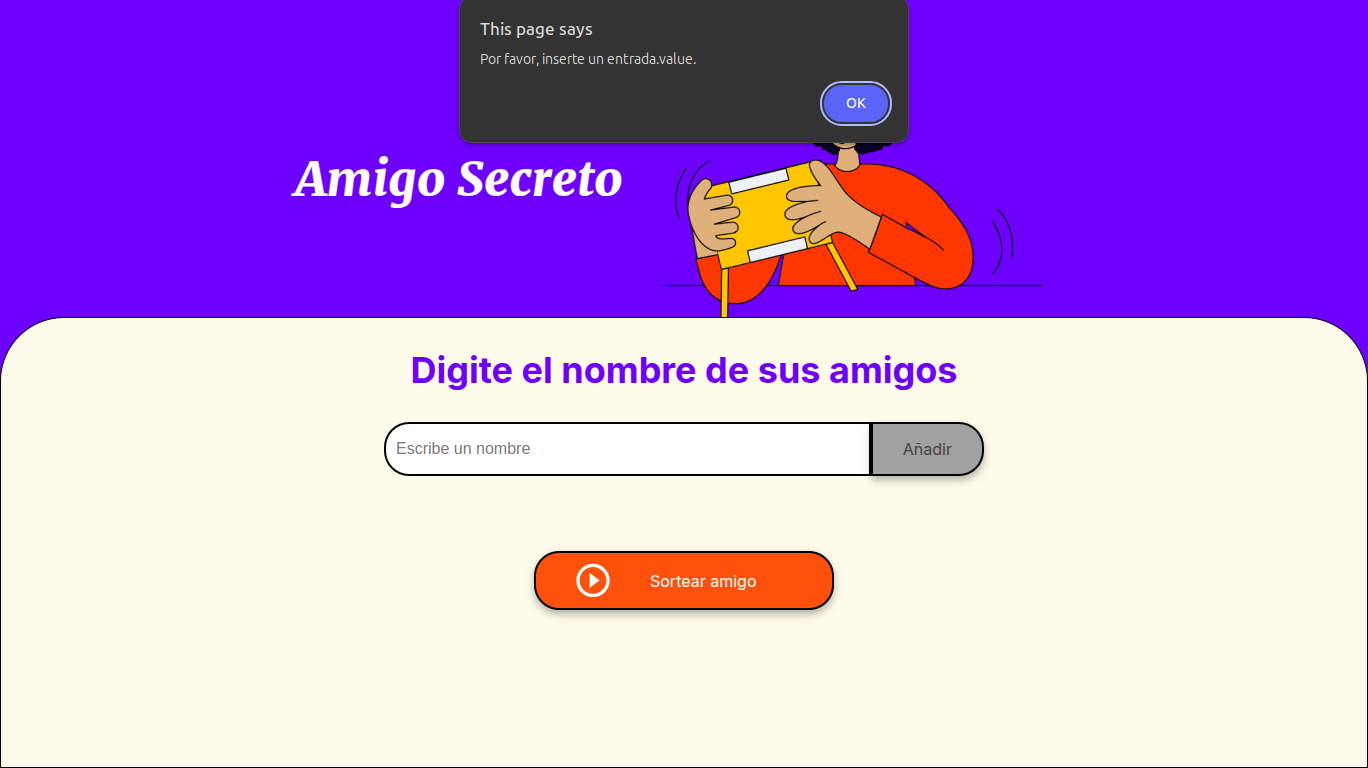 This page says
Por favor, inserte un entrada.value.
OK
Amigo Secreto
Digite el nombre de sus amigos
Escribe un nombre
Añadir
Sortear amigo